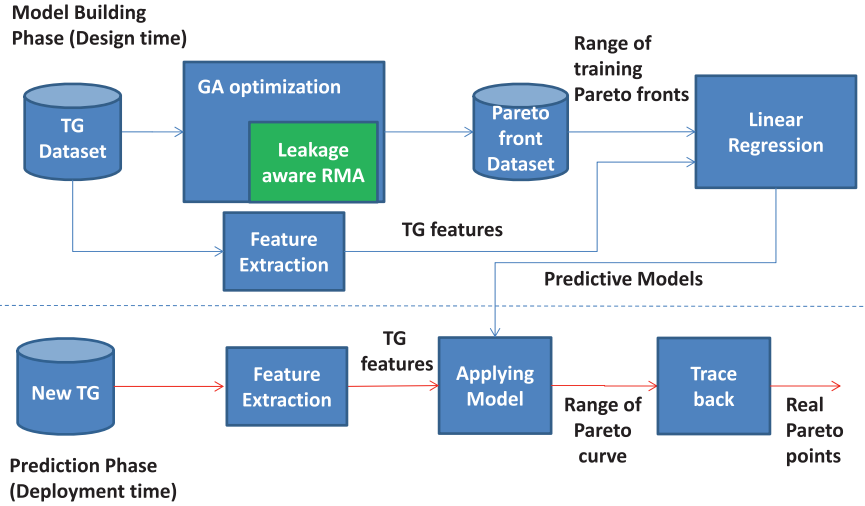 Model Building
Phase (Design time)
TG
Dataset
GA optimization
Leakage
aware RMA
Pareto
front
Dataset
Range of
training
Pareto fronts
Linear
Regression
Feature
Extraction
TG features
Predictive Models
New TG
Feature
Extraction
TG
features
Applying
Model
Range of
Pareto
curve
Trace
back
Real
Pareto
points
Prediction Phase
(Deployment time)